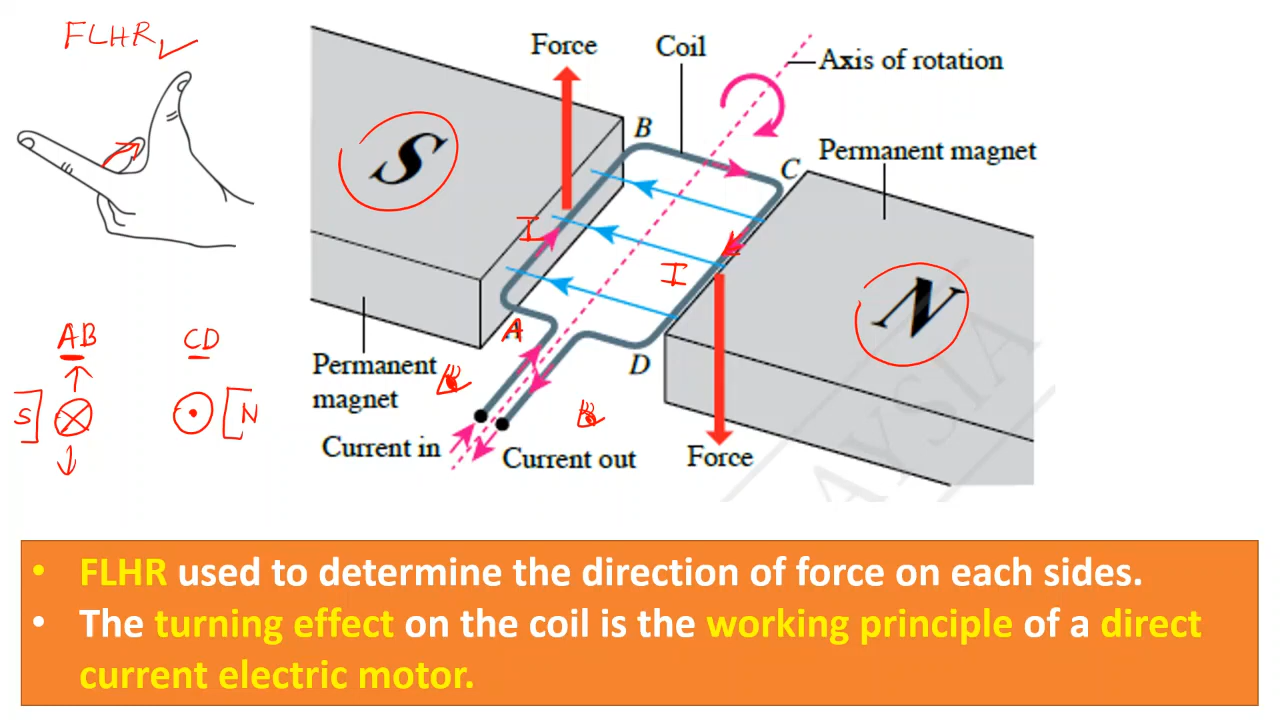 FLHR
Force
Coil
Axis of rotation
S
B
C
Permanent magnet
I
I
N
A
D
AB
CD
S
N
Permanent
magnet
Current in
Current out
Force
AYSIA
• FLHR used to determine the direction of force on each sides.
• The turning effect on the coil is the working principle of a direct
current electric motor.